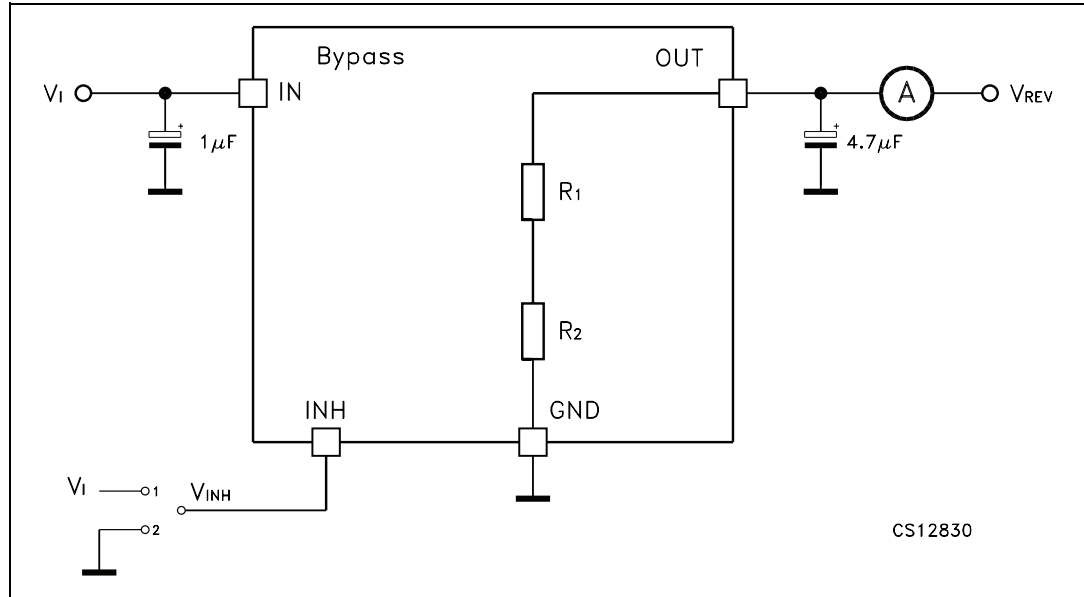 Bypass
OUT
VI
IN
A
VREV
+
1µF
+
4.7µF
R1
R2
INH
GND
VI
1
VINH
2
CS12830